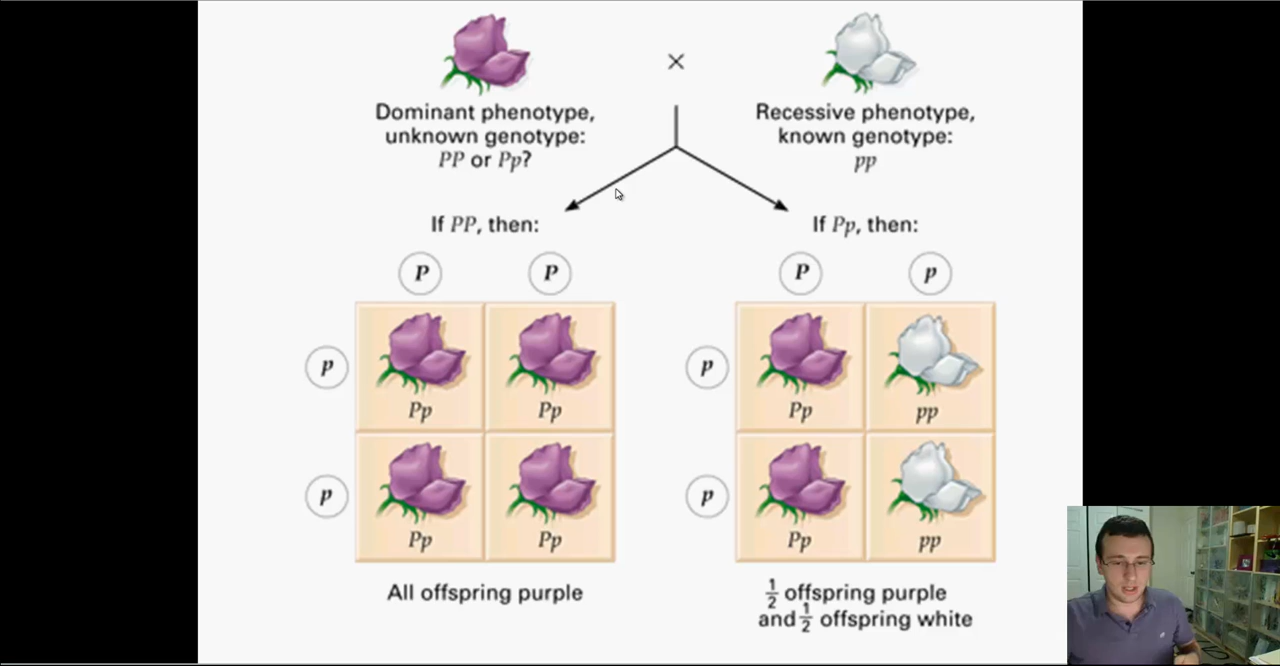 ×
Dominant phenotype,
unknown genotype:
PP or Pp?
Recessive phenotype,
known genotype:
pp
If PP, then:
P P
p
Pp Pp
p
Pp Pp
All offspring purple
If Pp, then:
P p
p
Pp pp
p
Pp pp
1/2 offspring purple
and 1/2 offspring white